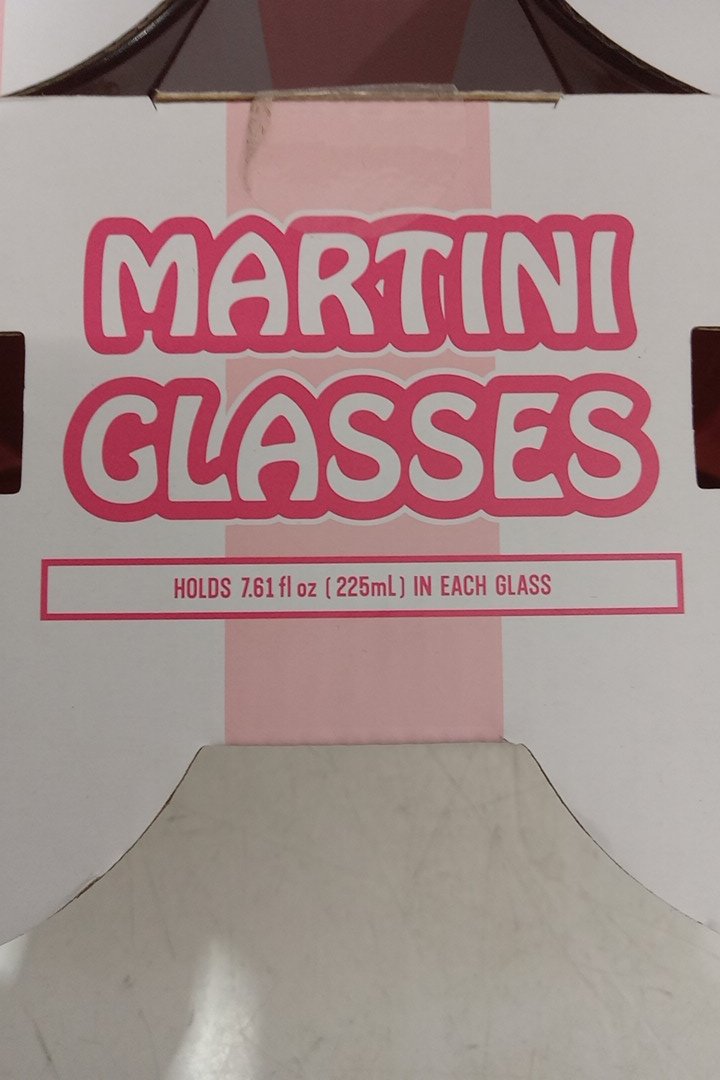 MARTINI
GLASSES
HOLDS 7.61 fl oz (225mL) IN EACH GLASS